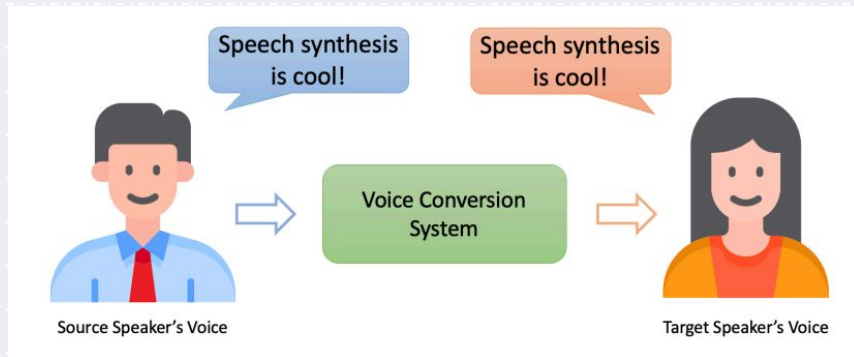 Speech synthesis
is cool!
Speech synthesis
is cool!
Voice Conversion
System
Source Speaker's Voice
Target Speaker's Voice